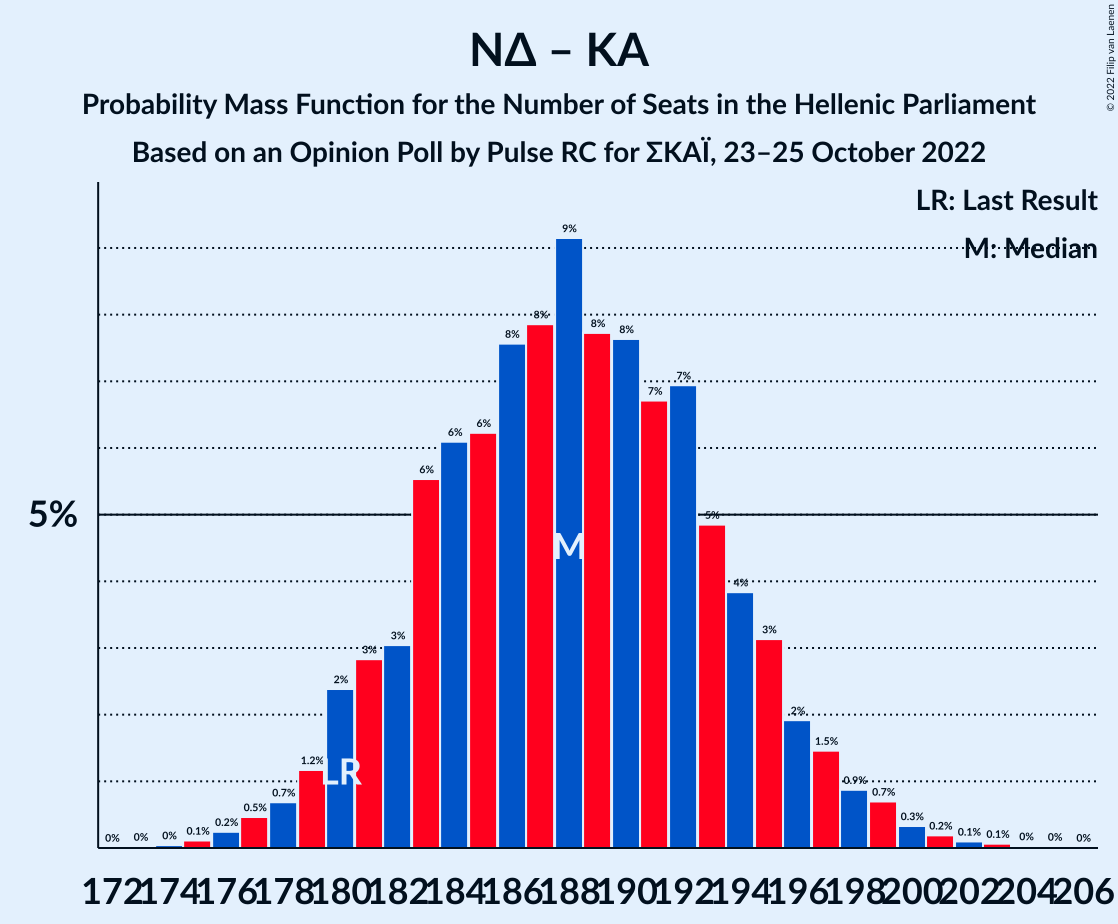 ΝΔ – ΚΑ
Probability Mass Function for the Number of Seats in the Hellenic Parliament
Based on an Opinion Poll by Pulse RC for ΣΚΑΪ, 23–25 October 2022
© 2022 Filip van Laenen
LR: Last Result
M: Median
5%
0% 0% 0% 0.1% 0.2% 0.5% 0.7% 1.2% 2% 3% 3% 6% 6% 6% 8% 8% 9% 8% 8% 7% 7% 5% 4% 3% 2% 1.5% 0.9% 0.7% 0.3% 0.2% 0.1% 0.1% 0% 0% 0%
M
LR
172 174 176 178 180 182 184 186 188 190 192 194 196 198 200 202 204 206